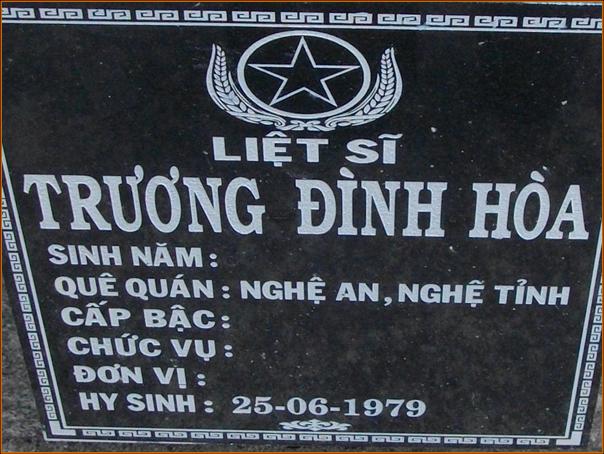 LIỆT SĨ
TRƯƠNG ĐÌNH HÒA
SINH NĂM :
QUÊ QUÁN : NGHỆ AN, NGHỆ TỈNH
CẤP BẬC :
CHỨC VỤ :
ĐƠN VỊ :
HY SINH : 25-06-1979